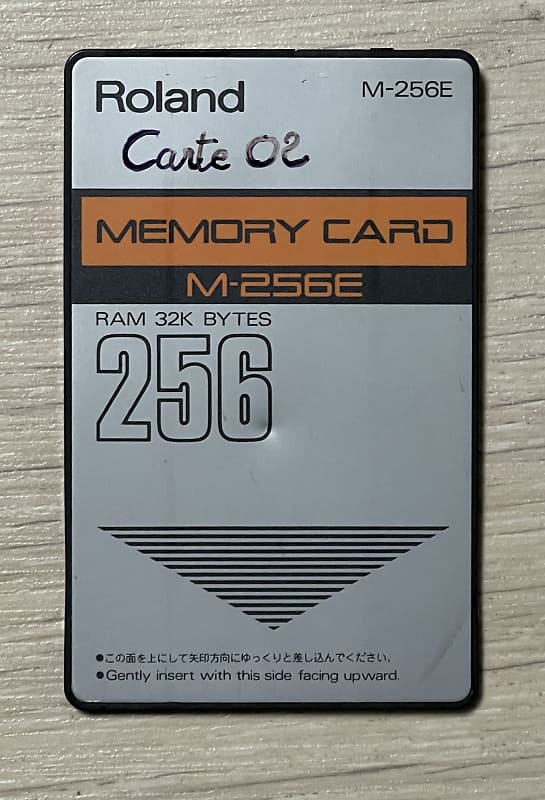 Roland M-256E
Carte 02
MEMORY CARD
M-256E
RAM 32K BYTES
256
●この面を上にして矢印方向にゆっくりと差し込んでください。
●Gently insert with this side facing upward.